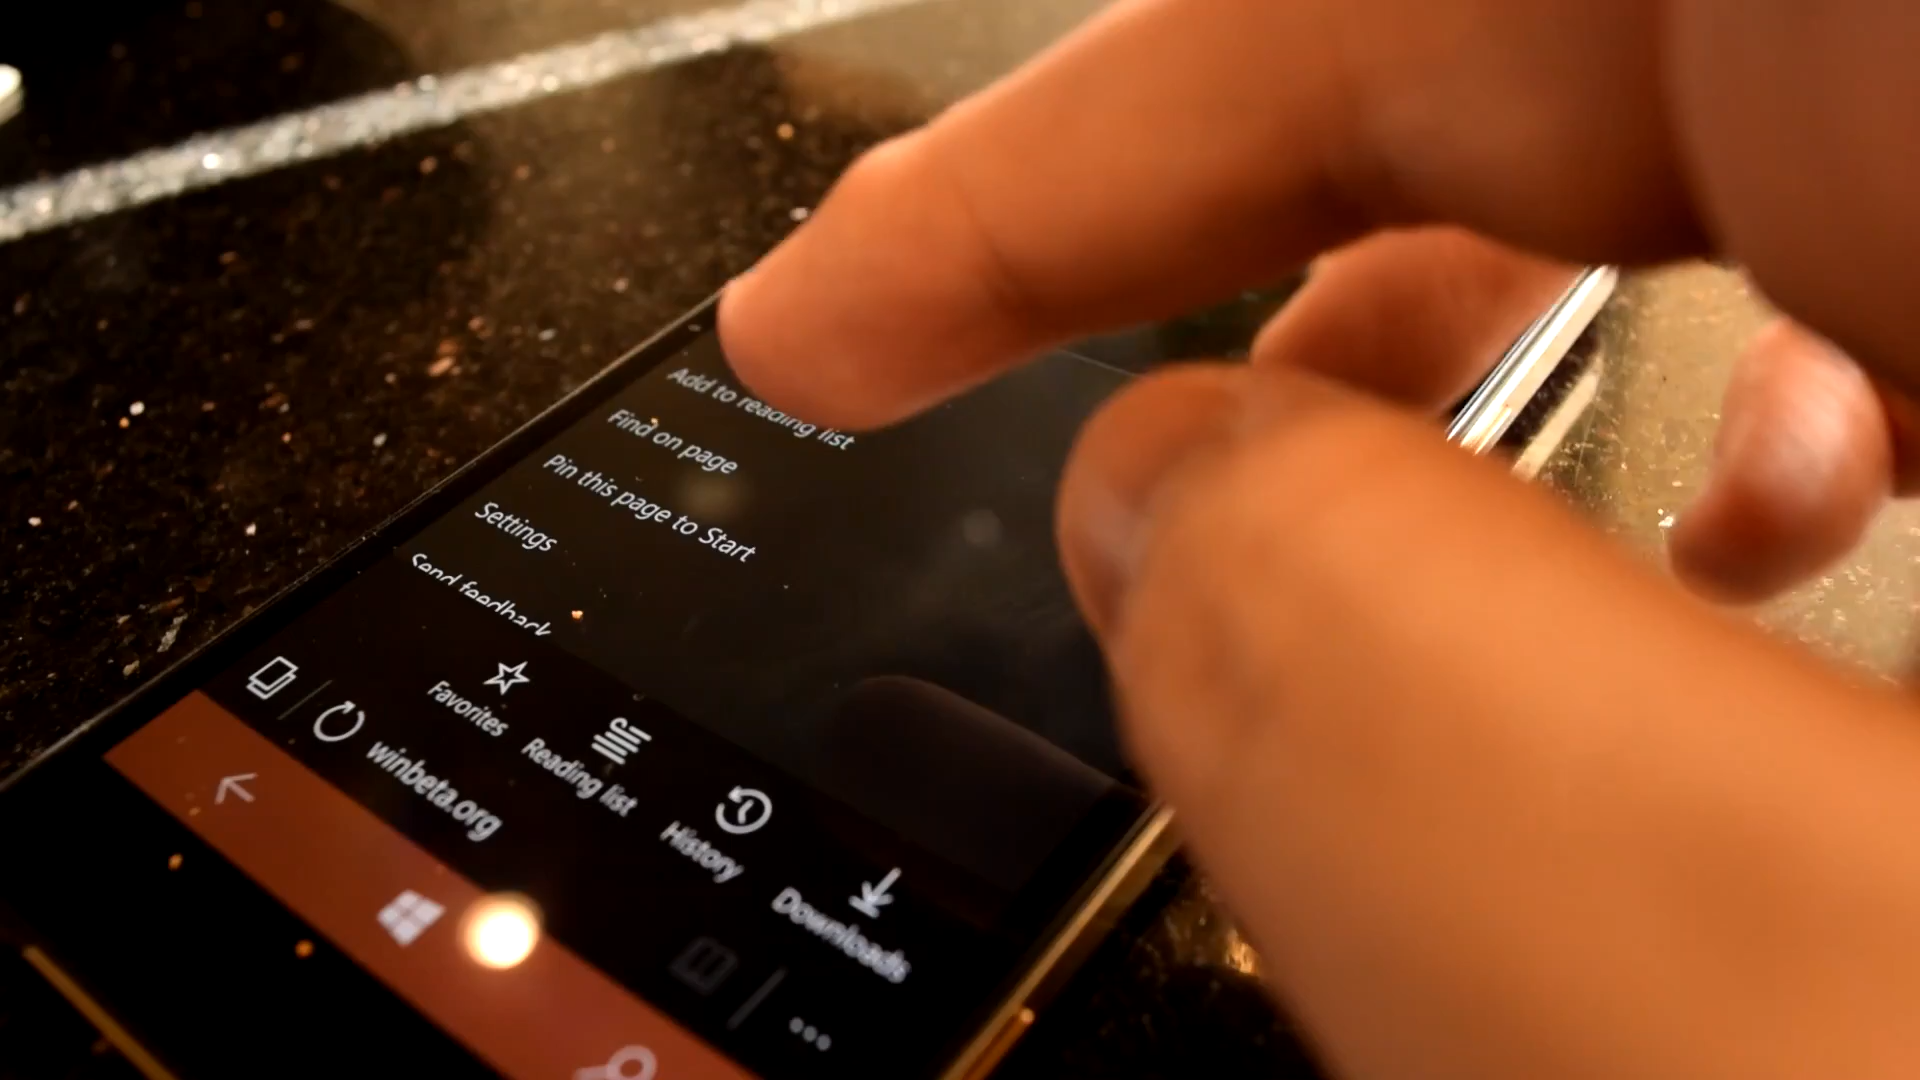 Add to reading list
Find on page
Pin this page to Start
Settings
Send feedback
Favorites
Reading list
History
Downloads
winbeta.org